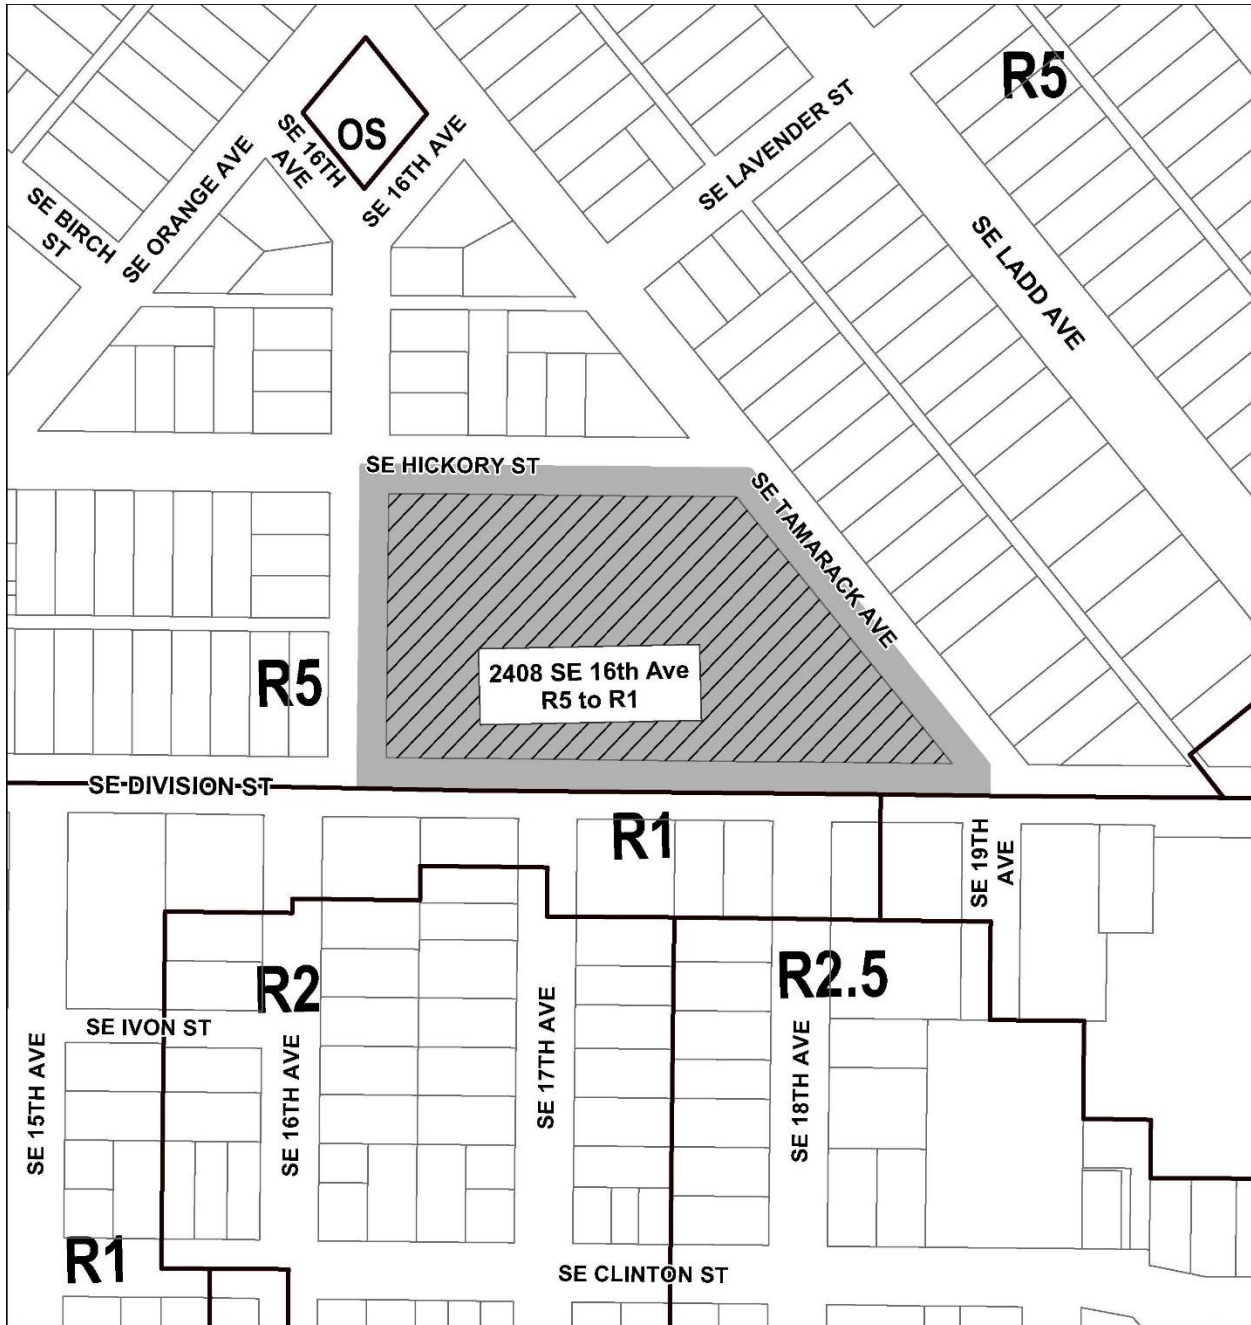 R5
SE 16TH
AVE
OS
SE 16TH AVE
SE LAVENDER ST
SE ORANGE AVE
SE BIRCH
ST
SE LADD AVE
SE HICKORY ST
SE TAMARACK AVE
R5
2408 SE 16th Ave
R5 to R1
SE DIVISION ST
R1
SE 19TH
AVE
R2
R2.5
SE IVON ST
SE 15TH AVE
SE 16TH AVE
SE 17TH AVE
SE 18TH AVE
R1
SE CLINTON ST